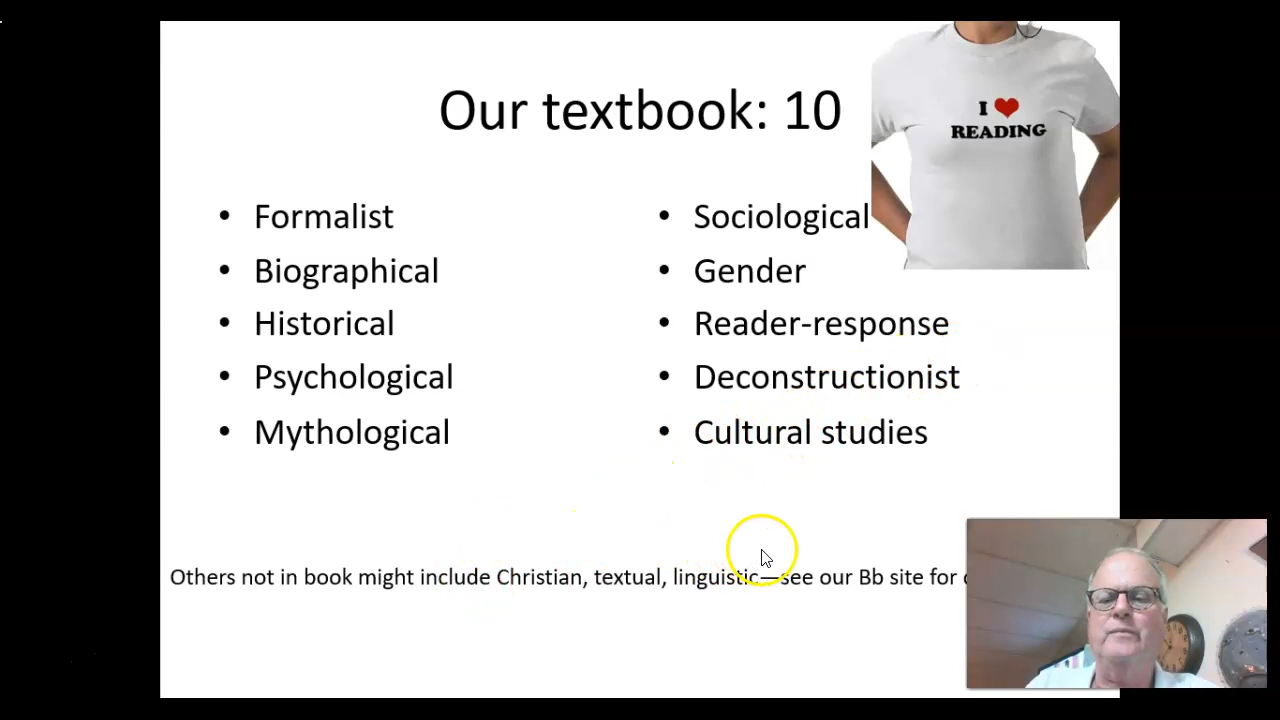 Our textbook: 10
I ❤
READING
• Formalist
• Biographical
• Historical
• Psychological
• Mythological
• Sociological
• Gender
• Reader-response
• Deconstructionist
• Cultural studies
Others not in book might include Christian, textual, linguistic—see our Bb site for